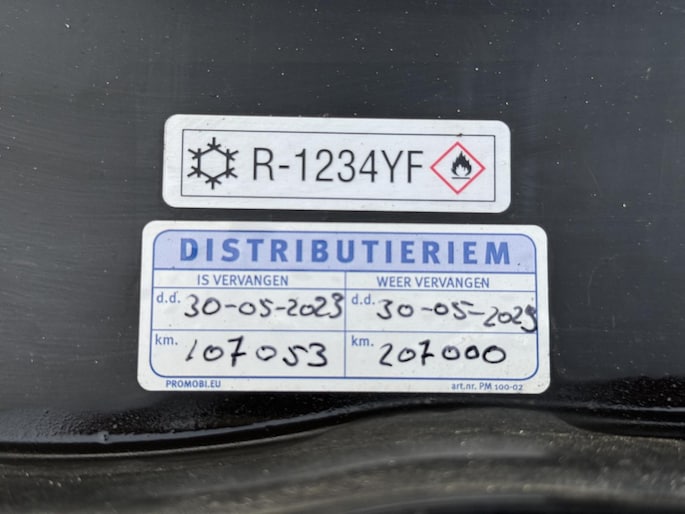 R-1234YF
DISTRIBUTIERIEM
IS VERVANGEN WEER VERVANGEN
d.d. 30-05-2023 d.d. 30-05-2029
km. 107053 km. 207000
PROMOBI.EU art.nr. PM 100-02